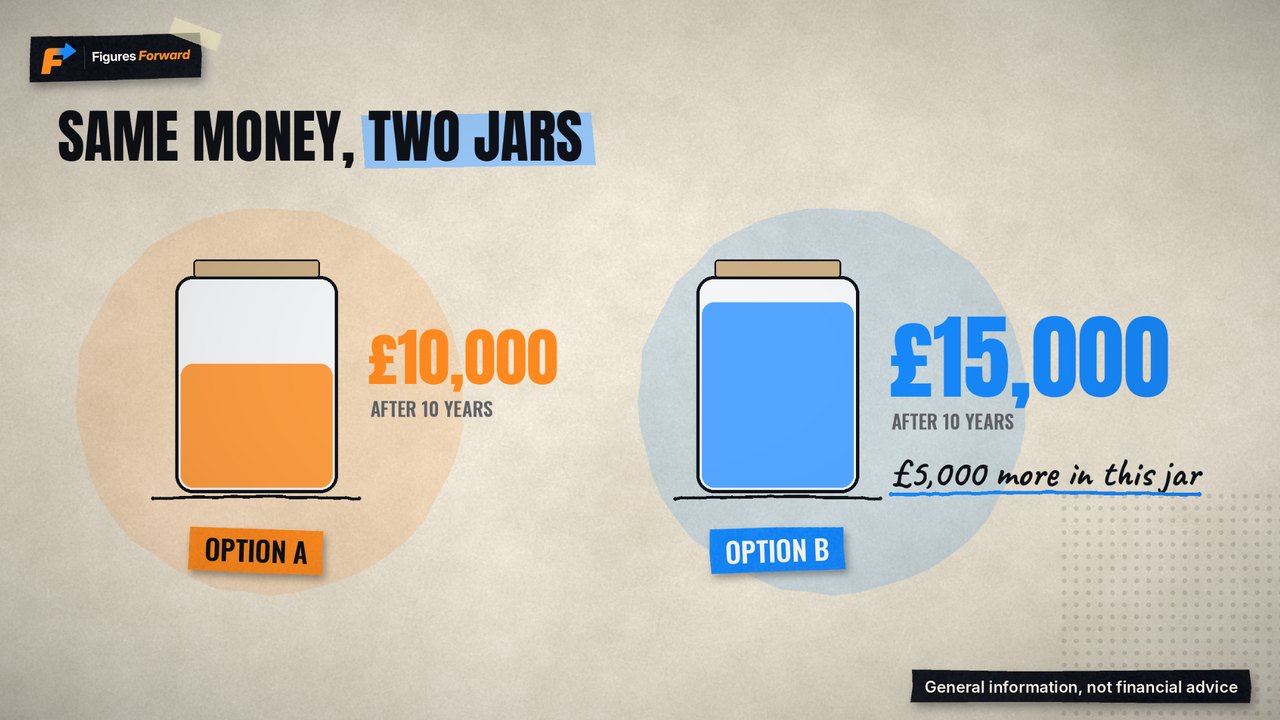 Figures Forward
SAME MONEY, TWO JARS
£10,000
AFTER 10 YEARS
OPTION A
£15,000
AFTER 10 YEARS
£5,000 more in this jar
OPTION B
General information, not financial advice